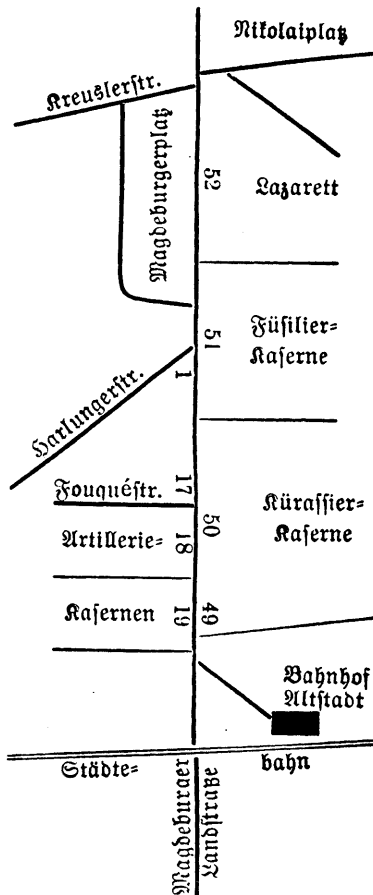 Nikolaiplatz
Kreuslerstr.
Magdeburgerplatz
52
Lazarett
51
Füsilier=
Kaserne
1
Harlungerstr.
17
Fouquéstr.
50
Kürassier=
Kaserne
Artillerie=
18
Kasernen
19
49
Bahnhof
Altstadt
Städte=
bahn
Magdeburger
Landstraße